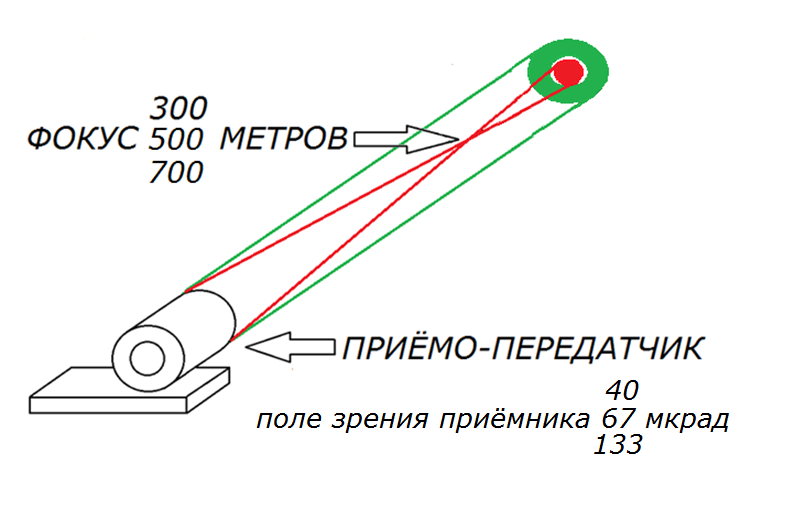 300
ФОКУС 500 МЕТРОВ
700
ПРИЁМО-ПЕРЕДАТЧИК
40
поле зрения приёмника 67 мкрад
133